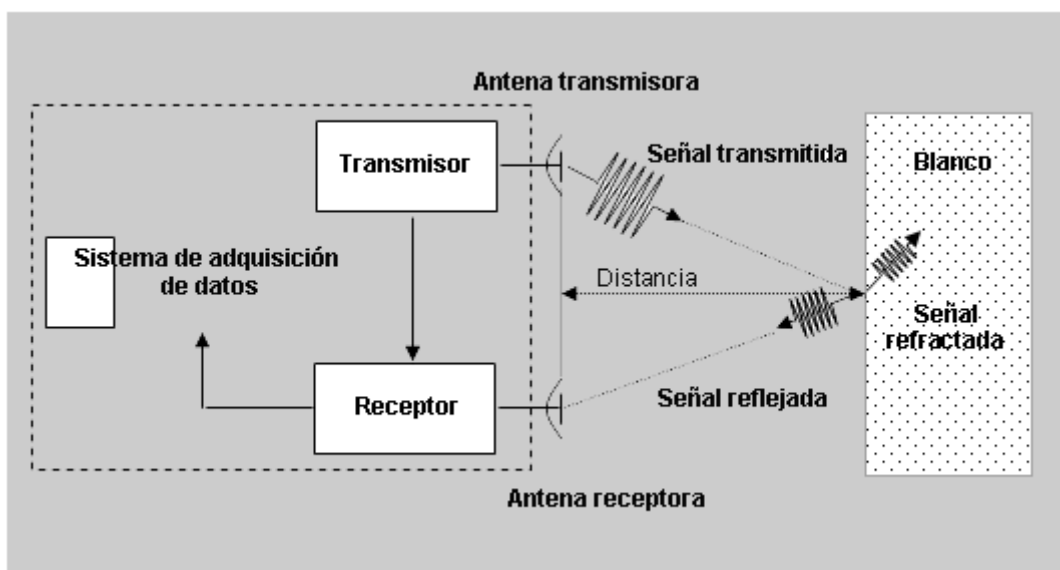 Antena transmisora
Transmisor
Señal transmitida
Blanco
Sistema de adquisición
de datos
Distancia
Señal
refractada
Receptor
Señal reflejada
Antena receptora